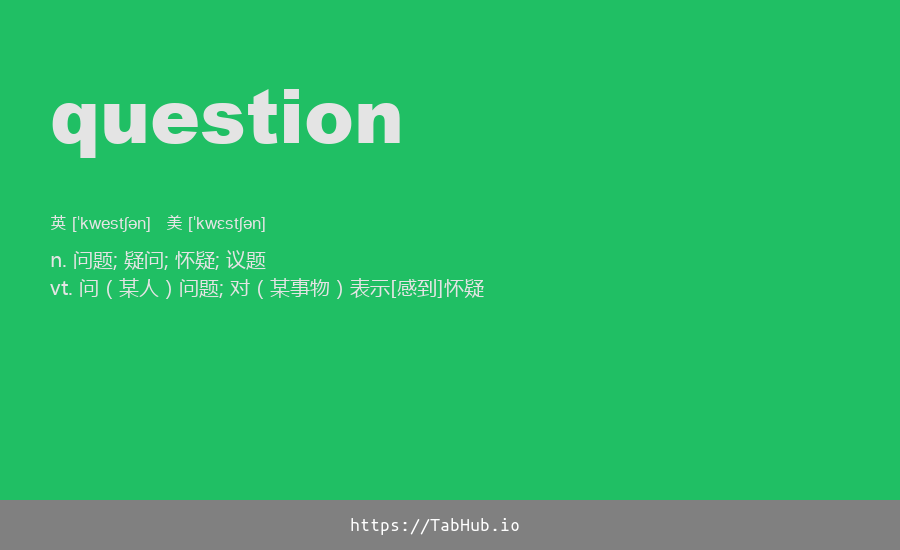 question
英 [ˈkwestʃən] 美 [ˈkwɛstʃən]
n. 问题; 疑问; 怀疑; 议题
vt. 问（某人）问题; 对（某事物）表示[感到]怀疑
https://TabHub.io